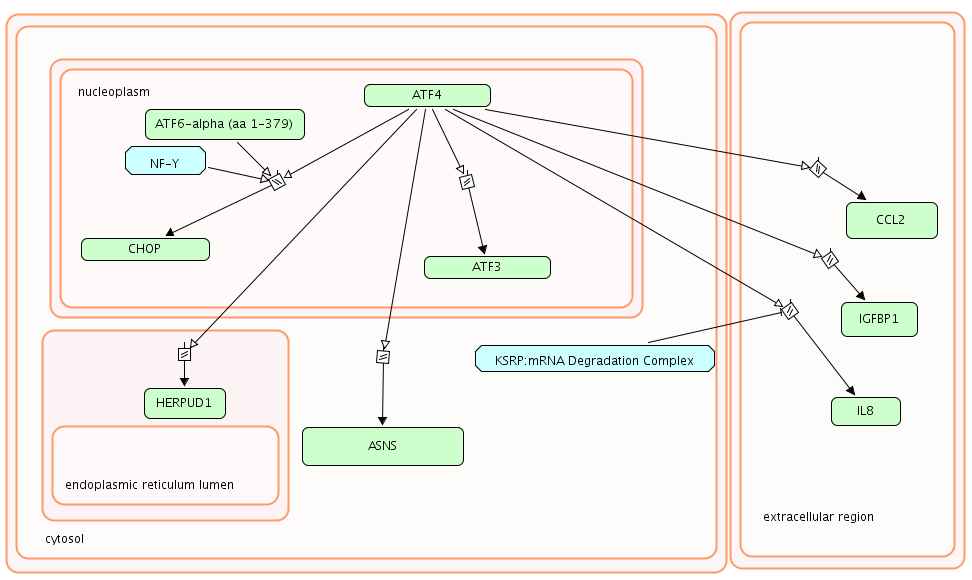 nucleoplasm
ATF4
ATF6-alpha (aa 1-379)
NF-Y
CCL2
CHOP
ATF3
IGFBP1
KSRP:mRNA Degradation Complex
HERPUD1
IL8
ASNS
endoplasmic reticulum lumen
extracellular region
cytosol